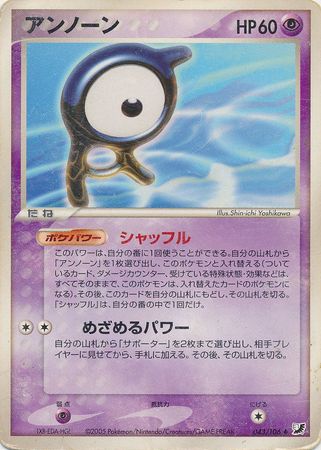 アンノーン
HP60
Illus.Shin-ichi Yoshikawa
たね
ポケパワー シャッフル
このパワーは、自分の番に1回使うことができる。自分の山札から
「アンノーン」を1枚選び出し、このポケモンと入れ替える(ついて
いるカード、ダメージカウンター、受けている特殊状態・効果などは、
すべてそのままで、このポケモンは、入れ替えたカードのポケモンに
なる)。その後、このカードを自分の山札にもどし、その山札を切る。
「シャッフル」は、自分の番の中で1回だけ。
めざめるパワー
自分の山札から「サポーター」を2枚まで選び出し、相手プレ
イヤーに見せてから、手札に加える。その後、山札を切る。
弱点
抵抗力
にげる
1XB-EDA-HGE
©2005 Pokémon/Nintendo/Creatures/GAME FREAK
043/106